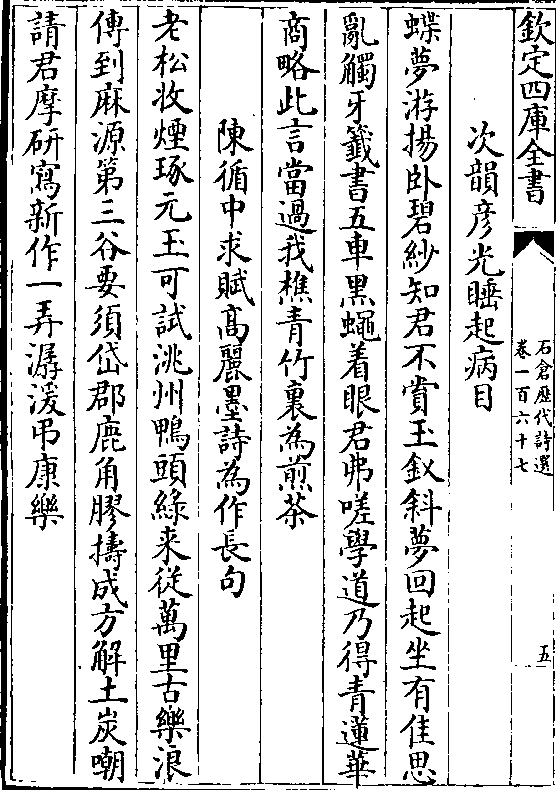 欽定四庫全書
石倉歷代詩選
卷一百六十七
五
次韻彥光睡起病目
蝶夢游揚卧碧紗知君不賞玉釵斜夢回起坐有佳思
亂觸牙籤書五車黑蠅着眼君弗嗟學道乃得青蓮華
商略此言當過我樵青竹裏為煎茶
陳循中求賦高麗墨詩為作長句
老松收煙琢元玉可試洮州鴨頭綠来從萬里古樂浪
傳到麻源第三谷要須岱郡鹿角膠擣成方解土炭嘲
請君摩研寫新作一弄潺湲弔康樂